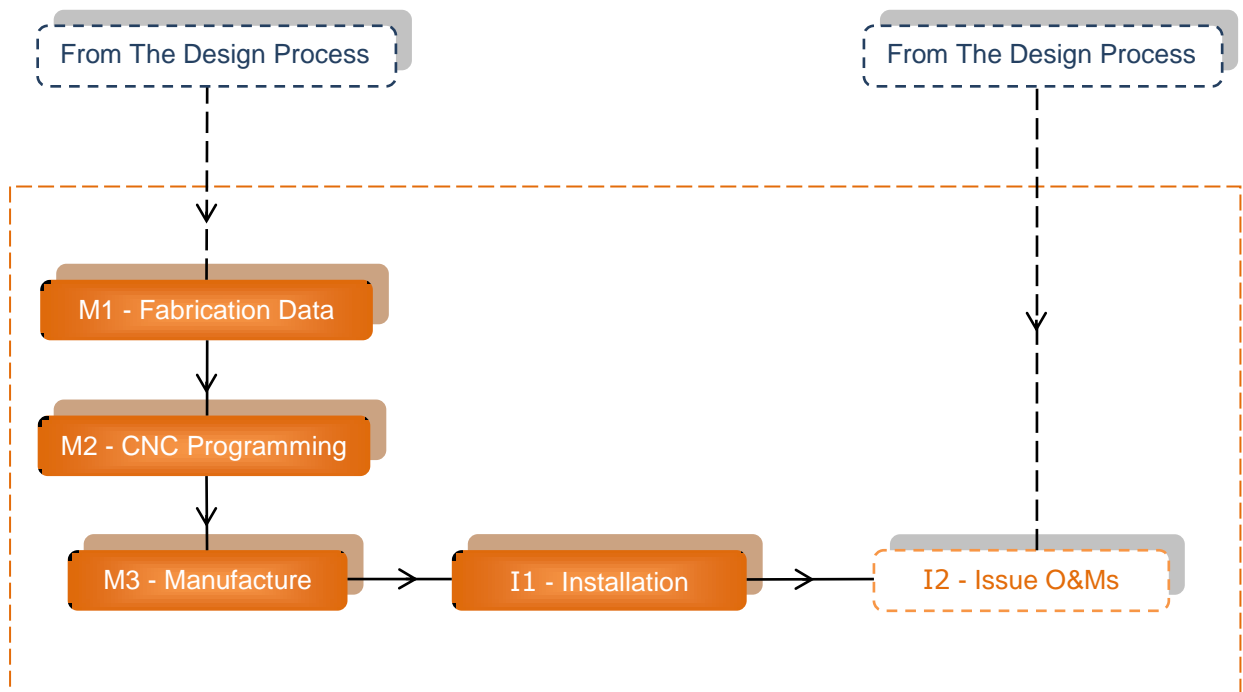 From The Design Process
From The Design Process
M1 - Fabrication Data
M2 - CNC Programming
M3 - Manufacture
I1 - Installation
I2 - Issue O&Ms